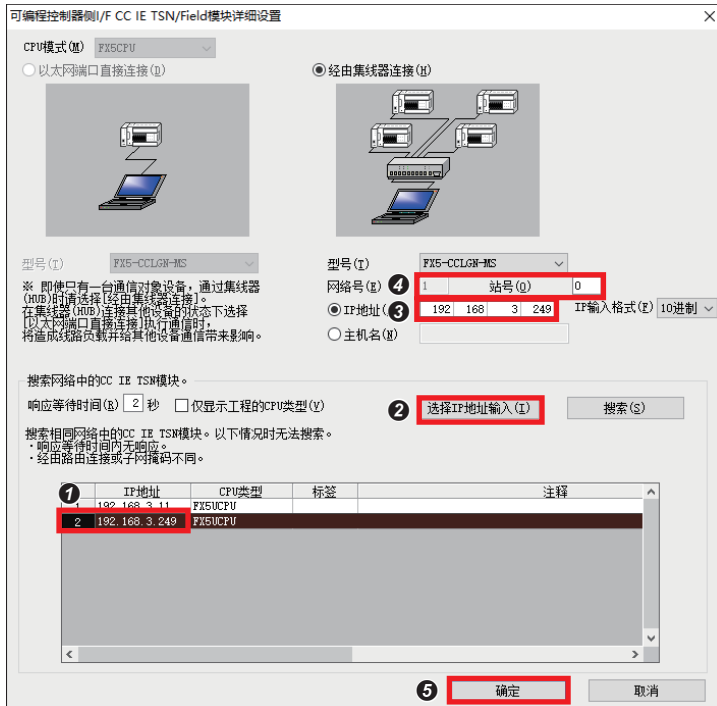 可编程控制器侧I/F CC IE TSN/Field模块详细设置
CPU模式(M) FX5CPU
以太网端口直接连接(D) 经由集线器连接(H)
型号(T) FX5-CCLGN-MS 型号(T) FX5-CCLGN-MS
※ 即使只有一台通信对象设备，通过集线器
(HUB)时请选择[经由集线器连接]。
在集线器(HUB)连接其他设备的状态下选择
[以太网端口直接连接]执行通信时，
将造成线路负载并给其他设备通信带来影响。
网络号(E) ❹ 1 站号(O) 0
IP地址( ❸ 192 168 3 249 IP输入格式(F) 10进制
主机名(N)
搜索网络中的CC IE TSN模块。
响应等待时间(R) 2 秒 仅显示工程的CPU类型(Y) ❷ 选择IP地址输入(I) 搜索(S)
搜索相同网络中的CC IE TSN模块。以下情况时无法搜索。
・响应等待时间内无响应。
・经由路由连接或子网掩码不同。
❶ IP地址 CPU类型 标签 注释
1 192.168.3.11 FX5UCPU
2 192.168.3.249 FX5UCPU
❺ 确定 取消